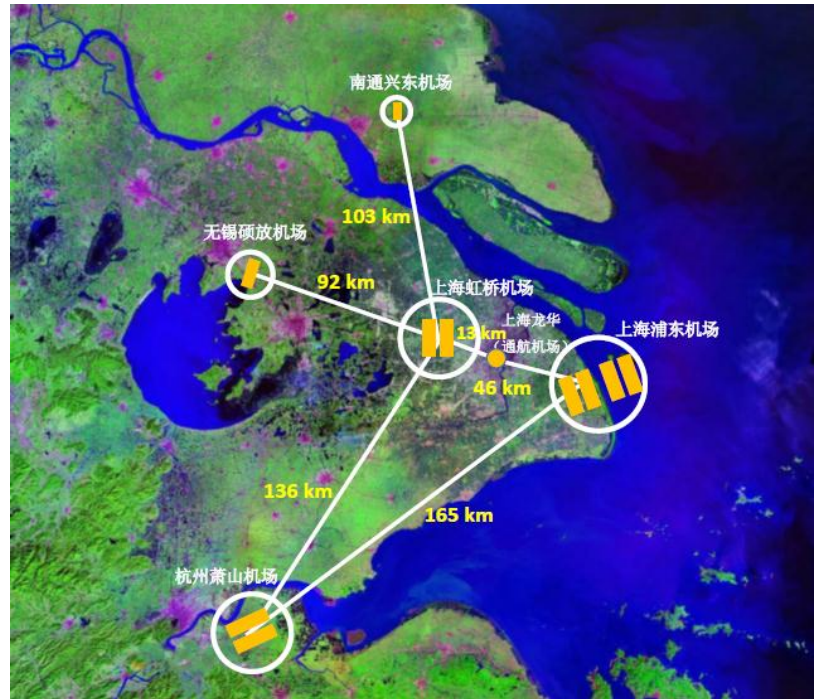 南通兴东机场
103 km
无锡硕放机场
92 km
上海虹桥机场
13 km
上海龙华
（通航机场）
上海浦东机场
46 km
136 km
165 km
杭州萧山机场